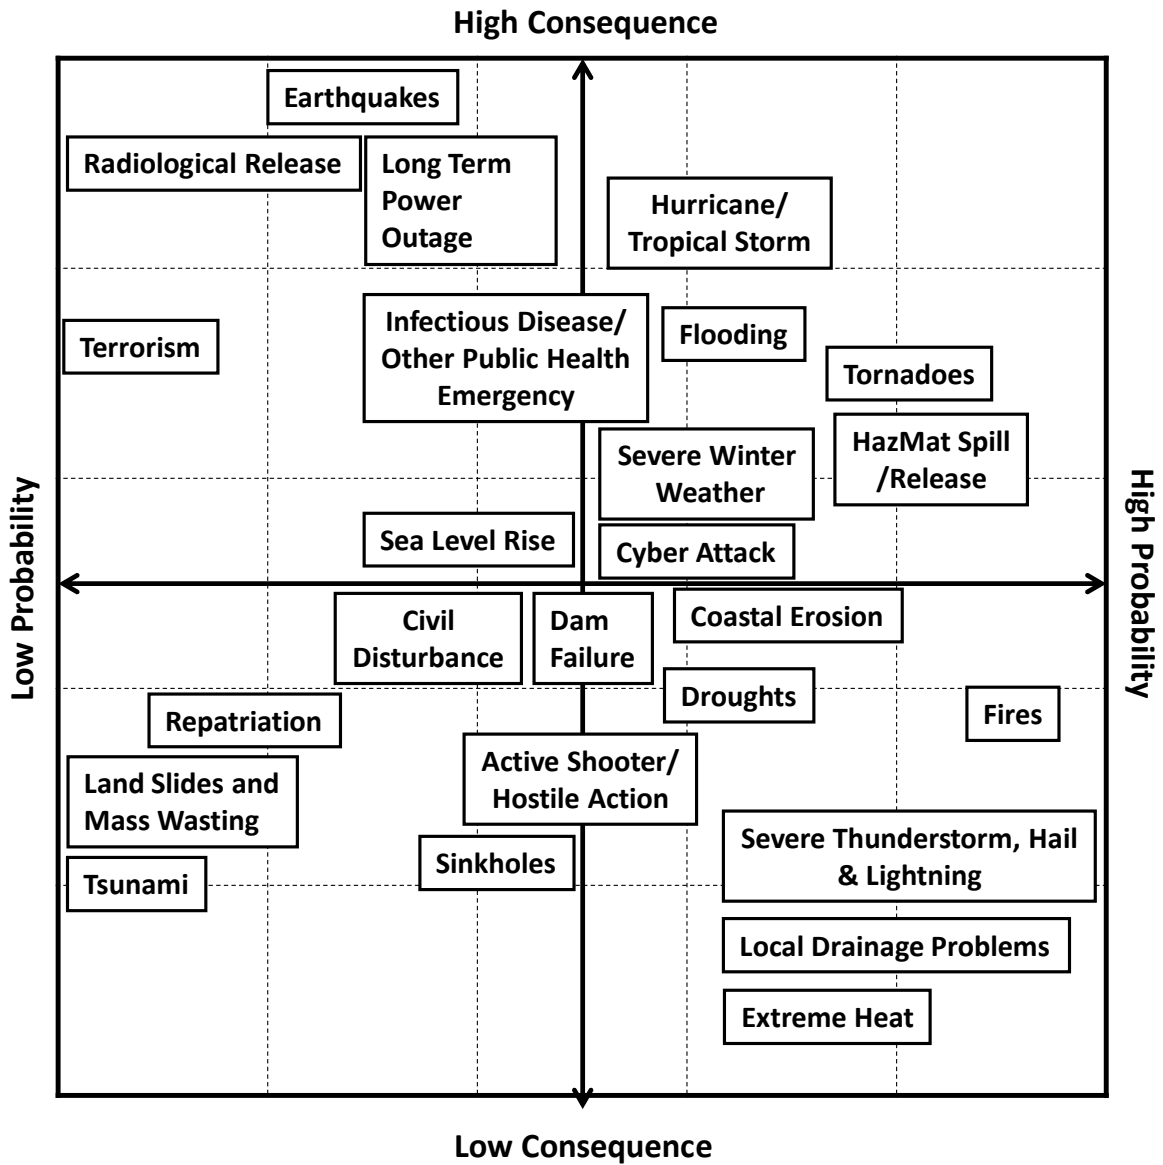 High Consequence
Earthquakes
Radiological Release
Long Term
Power
Outage
Hurricane/
Tropical Storm
Terrorism
Infectious Disease/
Other Public Health
Emergency
Flooding
Tornadoes
Severe Winter
Weather
HazMat Spill
/Release
Sea Level Rise
Cyber Attack
Low Probability
High Probability
Civil
Disturbance
Dam
Failure
Coastal Erosion
Droughts
Fires
Repatriation
Land Slides and
Mass Wasting
Active Shooter/
Hostile Action
Tsunami
Sinkholes
Severe Thunderstorm, Hail
& Lightning
Local Drainage Problems
Extreme Heat
Low Consequence